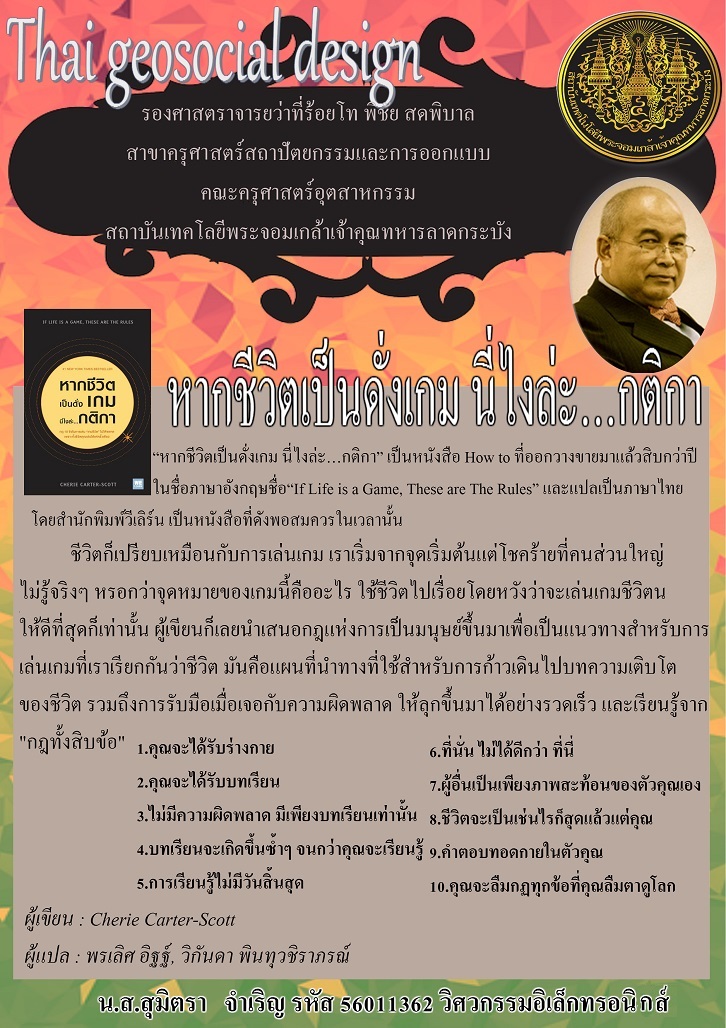 Thai geosocial design
รองศาสตราจารย์ว่าที่ร้อยโท พิชัย สดพิบาล
สาขาครุศาสตร์สถาปัตยกรรมและการออกแบบ
คณะครุศาสตร์อุตสาหกรรม
สถาบันเทคโนโลยีพระจอมเกล้าเจ้าคุณทหารลาดกระบัง
สถาบันเทคโนโลยีพระจอมเกล้าเจ้าคุณทหารลาดกระบัง
IF LIFE IS A GAME, THESE ARE THE RULES
หากชีวิต
เป็นดั่ง เกม
นี่ไงล่ะ...กติกา
CHERIE CARTER-SCOTT
หากชีวิตเป็นดั่งเกม นี่ไงล่ะ...กติกา
“หากชีวิตเป็นดั่งเกม นี่ไงล่ะ...กติกา” เป็นหนังสือ How to ที่ออกวางขายมาแล้วสิบกว่าปี
ในชื่อภาษาอังกฤษชื่อ“If Life is a Game, These are The Rules” และแปลเป็นภาษาไทย
โดยสำนักพิมพ์วีเลิร์น เป็นหนังสือที่ดังพอสมควรในเวลานั้น
ชีวิตก็เปรียบเหมือนกับการเล่นเกม เราเริ่มจากจุดเริ่มต้นแต่โชคร้ายที่คนส่วนใหญ่
ไม่รู้จริงๆ หรอกว่าจุดหมายของเกมนี้คืออะไร ใช้ชีวิตไปเรื่อยโดยหวังว่าจะเล่นเกมชีวิตน
ให้ดีที่สุดก็เท่านั้น ผู้เขียนก็เลยนำเสนอกฎแห่งการเป็นมนุษย์ขึ้นมาเพื่อเป็นแนวทางสำหรับการ
เล่นเกมที่เราเรียกกันว่าชีวิต มันคือแผนที่นำทางที่ใช้สำหรับการก้าวเดินไปบทความเติบโต
ของชีวิต รวมถึงการรับมือเมื่อเจอกับความผิดพลาด ให้ลุกขึ้นมาได้อย่างรวดเร็ว และเรียนรู้จาก
"กฎทั้งสิบข้อ"
1.คุณจะได้รับร่างกาย
2.คุณจะได้รับบทเรียน
3.ไม่มีความผิดพลาด มีเพียงบทเรียนเท่านั้น
4.บทเรียนจะเกิดขึ้นซ้ำๆ จนกว่าคุณจะเรียนรู้
5.การเรียนรู้ไม่มีวันสิ้นสุด
6.ที่นั่น ไม่ได้ดีกว่า ที่นี่
7.ผู้อื่นเป็นเพียงภาพสะท้อนของตัวคุณเอง
8.ชีวิตจะเป็นเช่นไรก็สุดแล้วแต่คุณ
9.คำตอบทอดกายในตัวคุณ
10.คุณจะลืมกฏทุกข้อที่คุณลืมตาดูโลก
ผู้เขียน : Cherie Carter-Scott
ผู้แปล : พรเลิศ อิฐฐ์, วิกันดา พินทุวชิราภรณ์
น.ส.สุมิตรา จำเริญ รหัส 56011362 วิศวกรรมอิเล็กทรอนิกส์